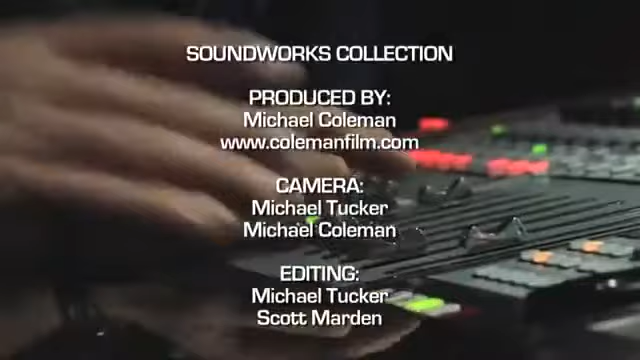 SOUNDWORKS COLLECTION
PRODUCED BY:
Michael Coleman
www.colemanfilm.com
CAMERA:
Michael Tucker
Michael Coleman
EDITING:
Michael Tucker
Scott Marden